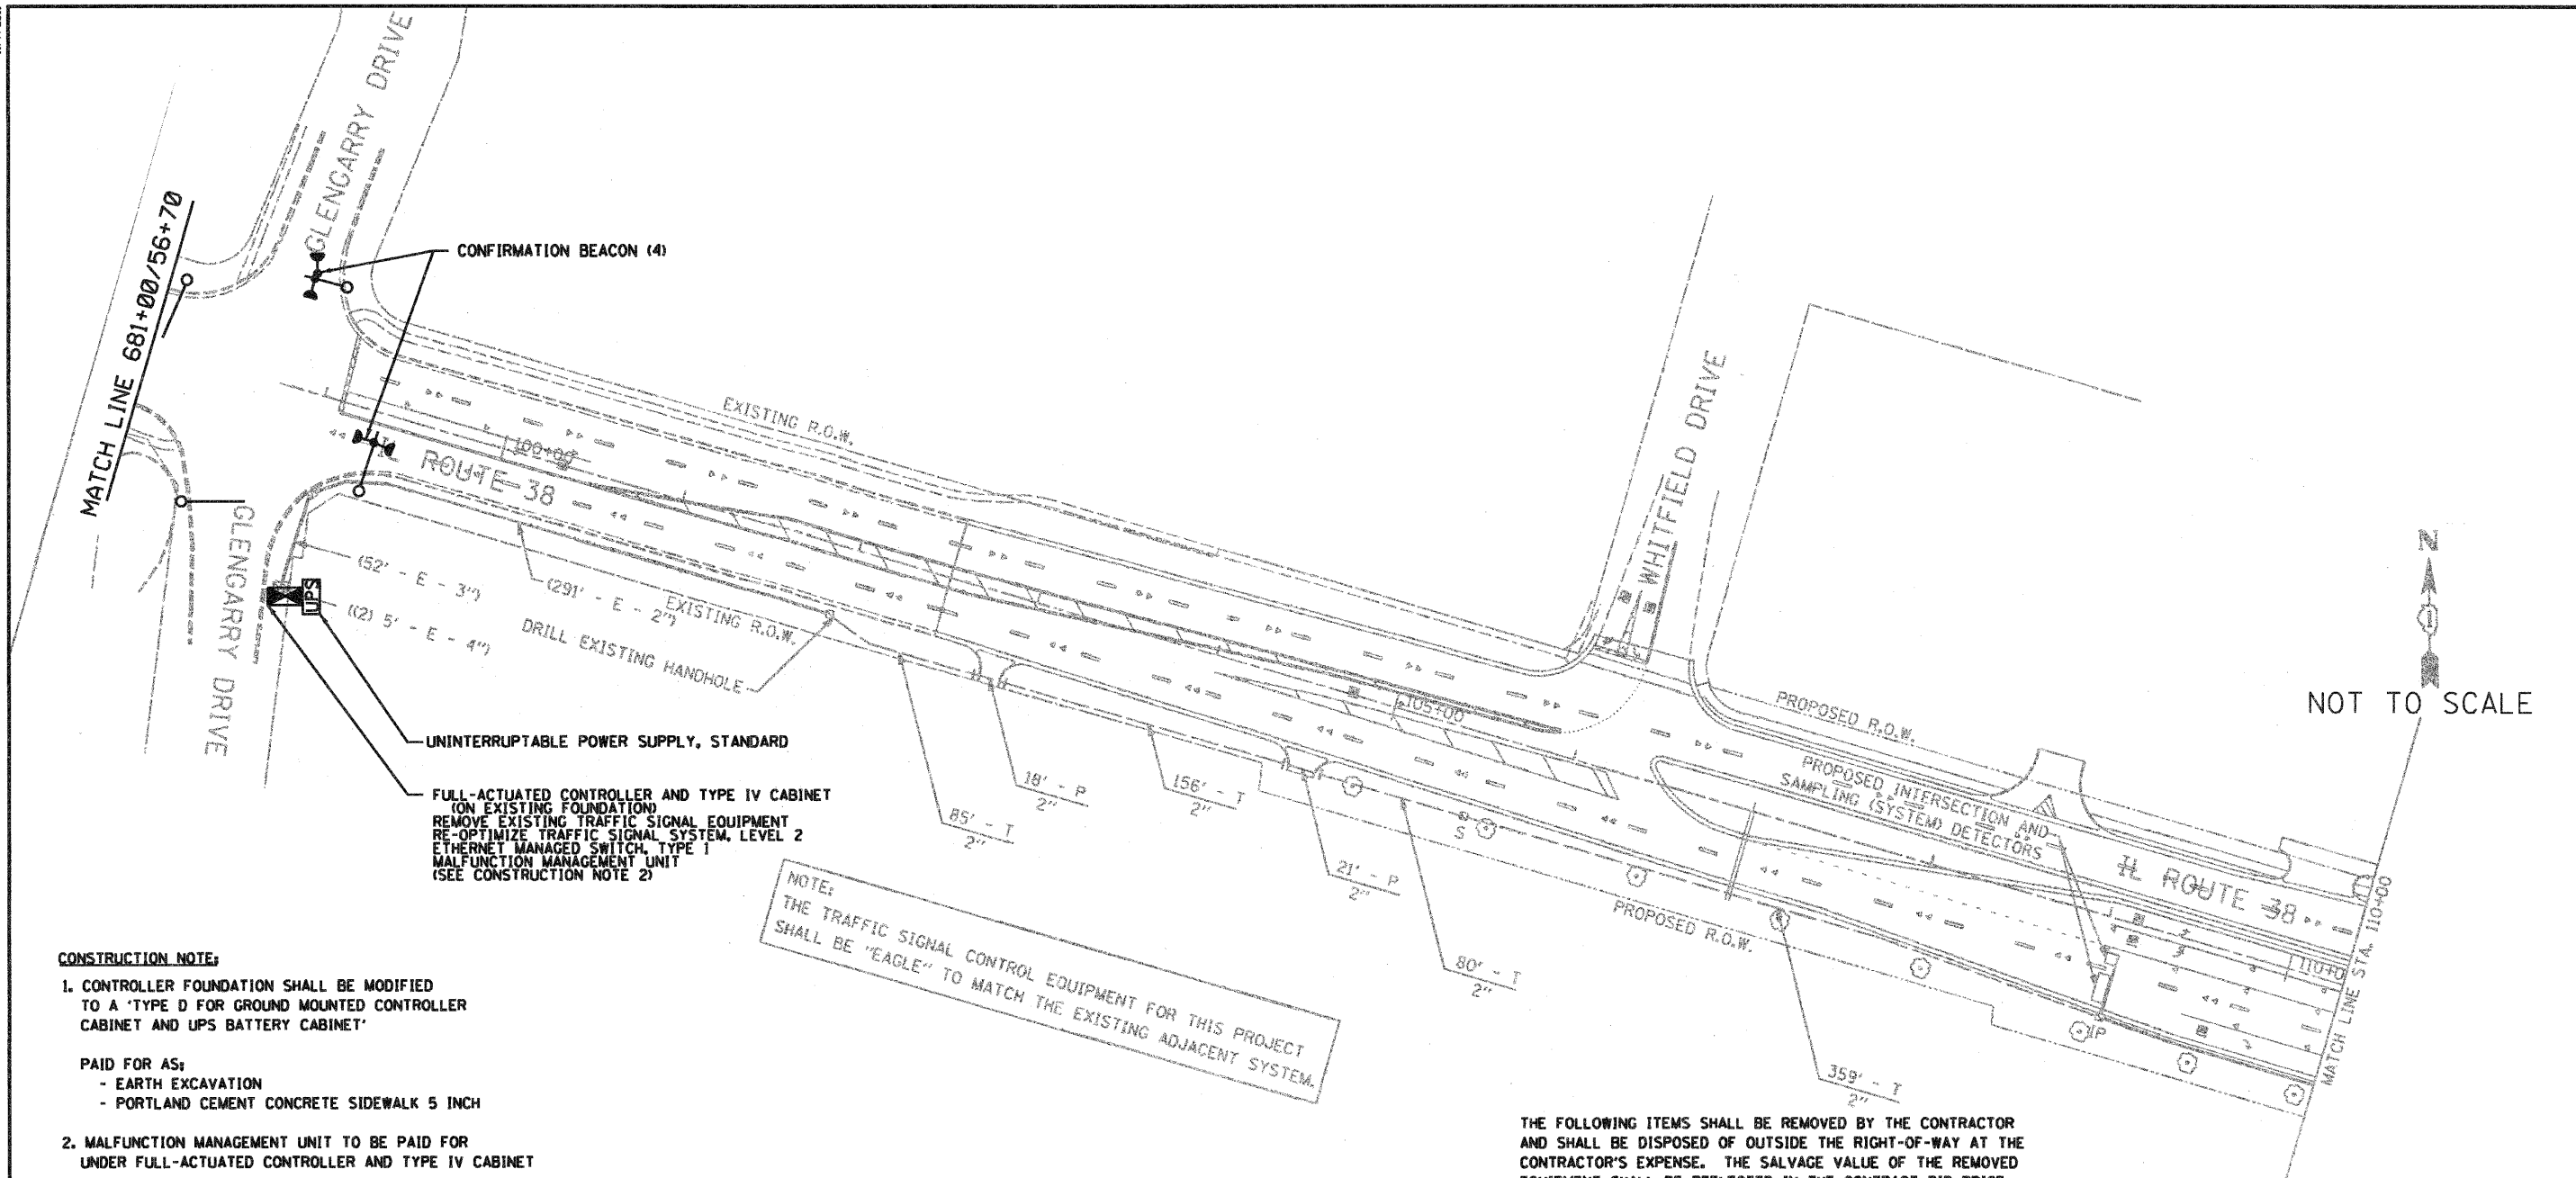 GLENGARRY DRIVE
MATCH LINE 681+00/56+70
CONFIRMATION BEACON (4)
EXISTING R.O.W.
100+00
IL ROUTE 38
GLENGARRY DRIVE
UPS
(52' - E - 3")
((2) 5' - E - 4")
(291' - E - 2")
EXISTING R.O.W.
DRILL EXISTING HANDHOLE
WHITFIELD DRIVE
N
NOT TO SCALE
UNINTERRUPTABLE POWER SUPPLY, STANDARD
FULL-ACTUATED CONTROLLER AND TYPE IV CABINET
(ON EXISTING FOUNDATION)
REMOVE EXISTING TRAFFIC SIGNAL EQUIPMENT
RE-OPTIMIZE TRAFFIC SIGNAL SYSTEM, LEVEL 2
ETHERNET MANAGED SWITCH, TYPE 1
MALFUNCTION MANAGEMENT UNIT
(SEE CONSTRUCTION NOTE 2)
85' - T
2"
18' - P
2"
156' - T
2"
21' - P
2"
80' - T
2"
359' - T
2"
105+00
S
PROPOSED R.O.W.
PROPOSED INTERSECTION AND
SAMPLING (SYSTEM) DETECTORS
IL ROUTE 38
PROPOSED R.O.W.
IP
110+0
MATCH LINE STA. 110+00
NOTE:
THE TRAFFIC SIGNAL CONTROL EQUIPMENT FOR THIS PROJECT
SHALL BE "EAGLE" TO MATCH THE EXISTING ADJACENT SYSTEM.
CONSTRUCTION NOTE:
1. CONTROLLER FOUNDATION SHALL BE MODIFIED
TO A 'TYPE D FOR GROUND MOUNTED CONTROLLER
CABINET AND UPS BATTERY CABINET'
PAID FOR AS:
- EARTH EXCAVATION
- PORTLAND CEMENT CONCRETE SIDEWALK 5 INCH
2. MALFUNCTION MANAGEMENT UNIT TO BE PAID FOR
UNDER FULL-ACTUATED CONTROLLER AND TYPE IV CABINET
THE FOLLOWING ITEMS SHALL BE REMOVED BY THE CONTRACTOR
AND SHALL BE DISPOSED OF OUTSIDE THE RIGHT-OF-WAY AT THE
CONTRACTOR'S EXPENSE. THE SALVAGE VALUE OF THE REMOVED